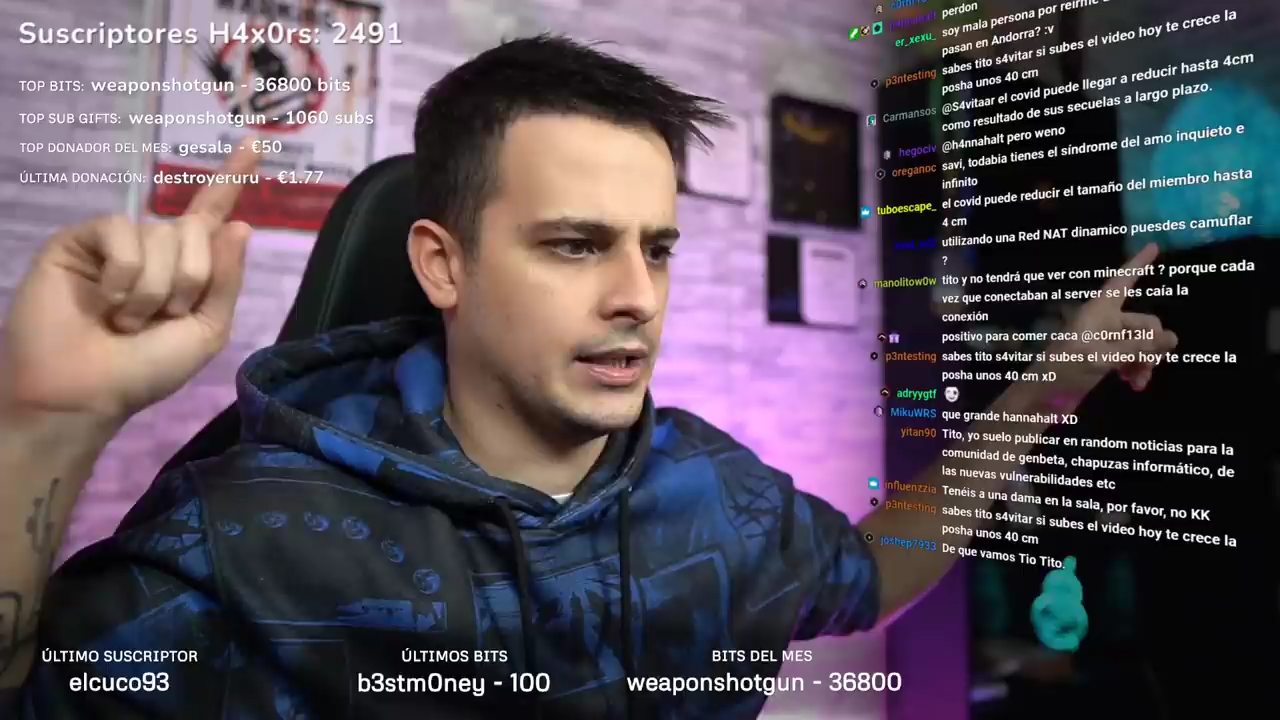 Suscriptores H4x0rs: 2491
TOP BITS: weaponshotgun - 36800 bits
TOP SUB GIFTS: weaponshotgun - 1060 subs
TOP DONADOR DEL MES: gesala - €50
ÚLTIMA DONACIÓN: destroyeruru - €1.77
perdon
er_xexu_ soy mala persona por reirme
pasan en Andorra? :v
p3ntesting sabes tito s4vitar si subes el video hoy te crece la
posha unos 40 cm
Carmansos @S4vitaar el covid puede llegar a reducir hasta 4cm
como resultado de sus secuelas a largo plazo.
hegociv @h4nnahalt pero weno
oreganoc savi, todabia tienes el síndrome del amo inquieto e
infinito
tuboescape_ el covid puede reducir el tamaño del miembro hasta
4 cm
utilizando una Red NAT dinamico puesdes camuflar
?
manolitow0w tito y no tendrá que ver con minecraft ? porque cada
vez que conectaban al server se les caía la
conexión
positivo para comer caca @c0rnf13ld
p3ntesting sabes tito s4vitar si subes el video hoy te crece la
posha unos 40 cm xD
adryygtf
MikuWRS que grande hannahalt XD
yitan90 Tito, yo suelo publicar en random noticias para la
comunidad de genbeta, chapuzas informático, de
las nuevas vulnerabilidades etc
influenzzia Tenéis a una dama en la sala, por favor, no KK
p3ntesting sabes tito s4vitar si subes el video hoy te crece la
posha unos 40 cm
joshep7933 De que vamos Tio Tito.
ÚLTIMO SUSCRIPTOR
elcuco93
ÚLTIMOS BITS
b3stm0ney - 100
BITS DEL MES
weaponshotgun - 36800